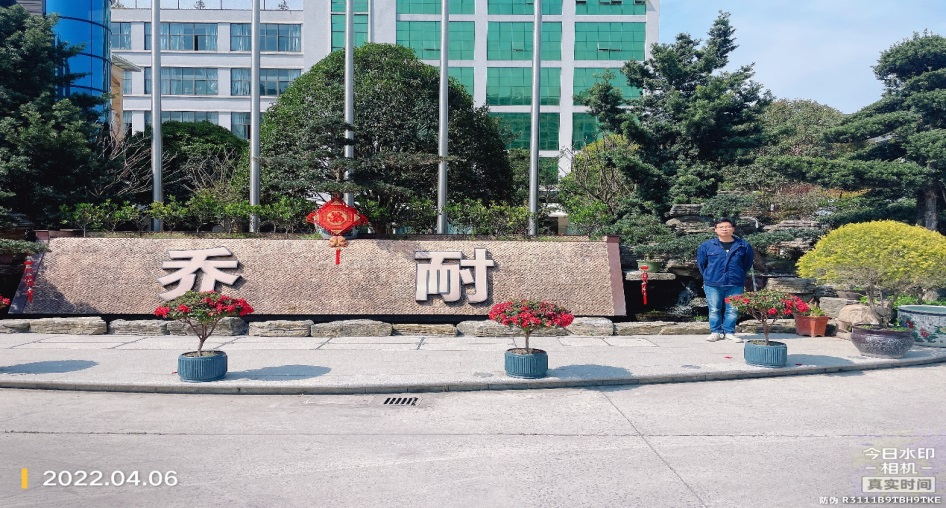 乔 耐
2022.04.06
今日水印
-相机-
真实时间
防伪 R3111B9TBH9TKE